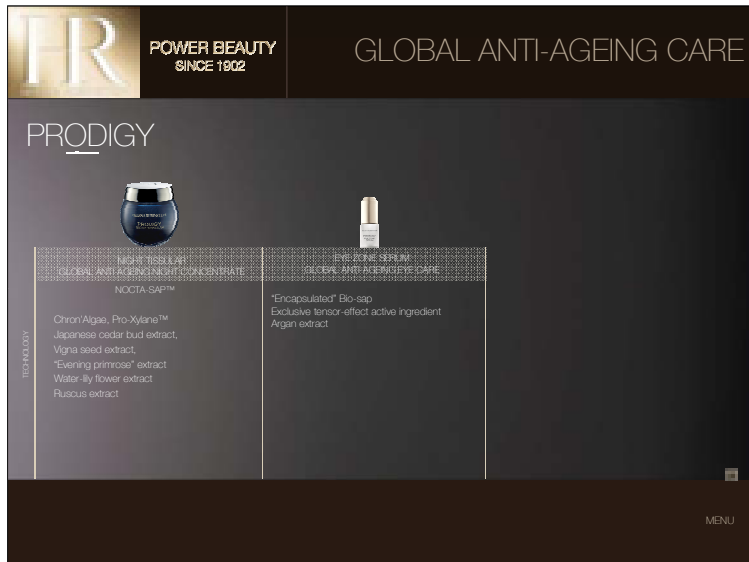 HR
POWER BEAUTY
SINCE 1902
GLOBAL ANTI-AGEING CARE
PRODIGY
PRODIGY
NIGHT TISSULAR
GLOBAL ANTI AGEING NIGHT CONCENTRATE
NOCTA-SAP™
Chron'Algae, Pro-Xylane™
Japanese cedar bud extract,
Vigna seed extract,
"Evening primrose" extract
Water-lily flower extract
Ruscus extract
EYE ZONE SERUM
GLOBAL ANTI-AGEING EYE CARE
"Encapsulated" Bio-sap
Exclusive tensor-effect active ingredient
Argan extract
TECHNOLOGY
MENU